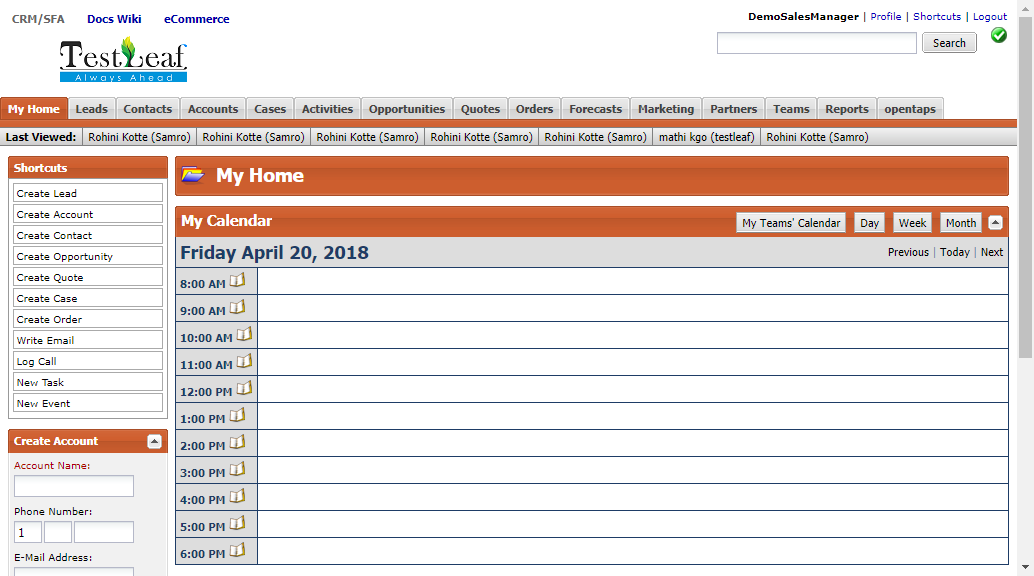 CRM/SFA Docs Wiki eCommerce
DemoSalesManager | Profile | Shortcuts | Logout
Search
TestLeaf
Always Ahead
My Home Leads Contacts Accounts Cases Activities Opportunities Quotes Orders Forecasts Marketing Partners Teams Reports opentaps
Last Viewed: Rohini Kotte (Samro) Rohini Kotte (Samro) Rohini Kotte (Samro) Rohini Kotte (Samro) Rohini Kotte (Samro) mathi kgo (testleaf) Rohini Kotte (Samro)
Shortcuts
Create Lead
Create Account
Create Contact
Create Opportunity
Create Quote
Create Case
Create Order
Write Email
Log Call
New Task
New Event
Create Account
Account Name:
Phone Number:
1
E-Mail Address:
My Home
My Calendar My Teams' Calendar Day Week Month
Friday April 20, 2018 Previous | Today | Next
8:00 AM
9:00 AM
10:00 AM
11:00 AM
12:00 PM
1:00 PM
2:00 PM
3:00 PM
4:00 PM
5:00 PM
6:00 PM